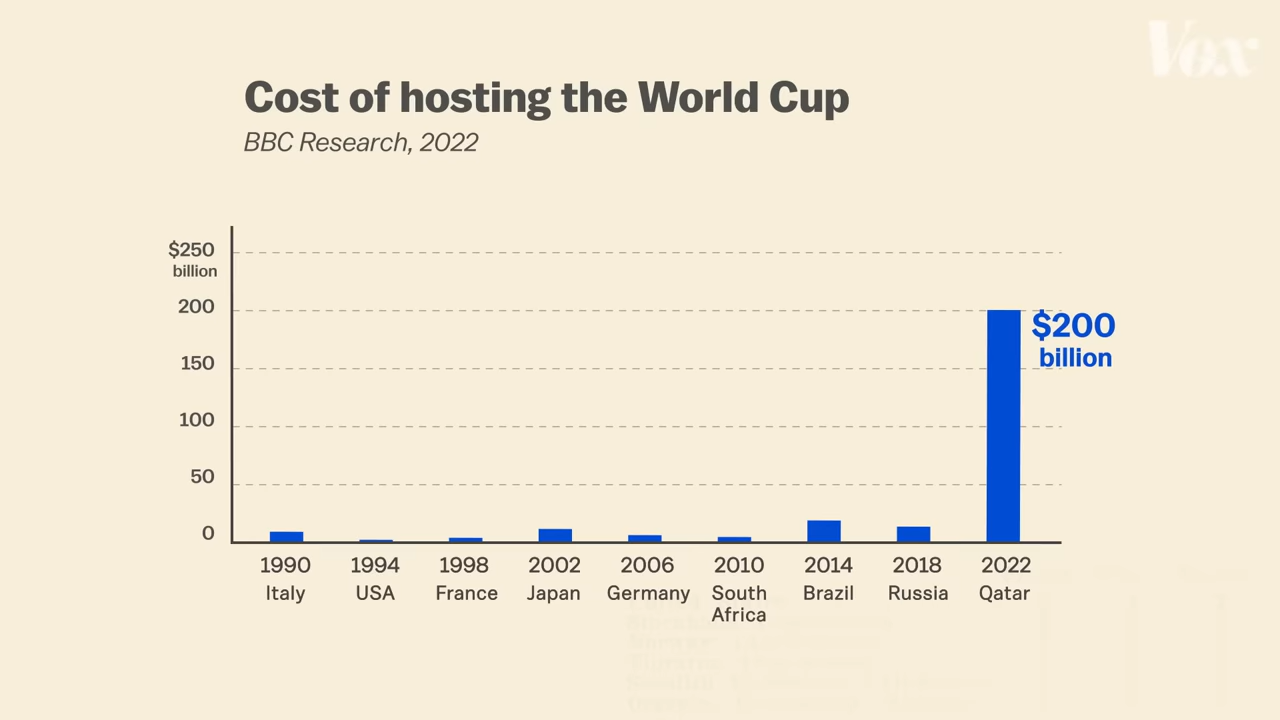 Vox
Cost of hosting the World Cup
BBC Research, 2022
$250
billion
200
150
100
50
0
$200
billion
1990 1994 1998 2002 2006 2010 2014 2018 2022
Italy USA France Japan Germany South Brazil Russia Qatar
Africa